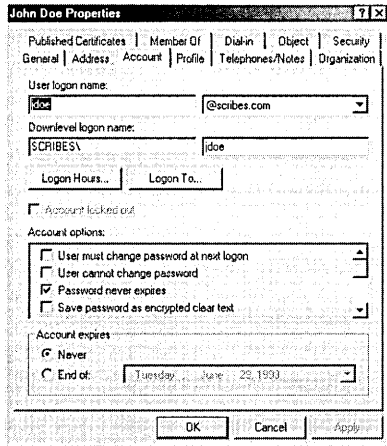 John Doe Properties
Published Certificates Member Of Dial-in Object Security
General Address Account Profile Telephones/Notes Organization
User logon name:
jdoe @scribes.com
Downlevel logon name:
SCRIBES\ jdoe
Logon Hours... Logon To...
Account locked out
Account options:
User must change password at next logon
User cannot change password
Password never expires
Save password as encrypted clear text
Account expires
Never
End of: Tuesday , June 29, 1999
OK Cancel Apply